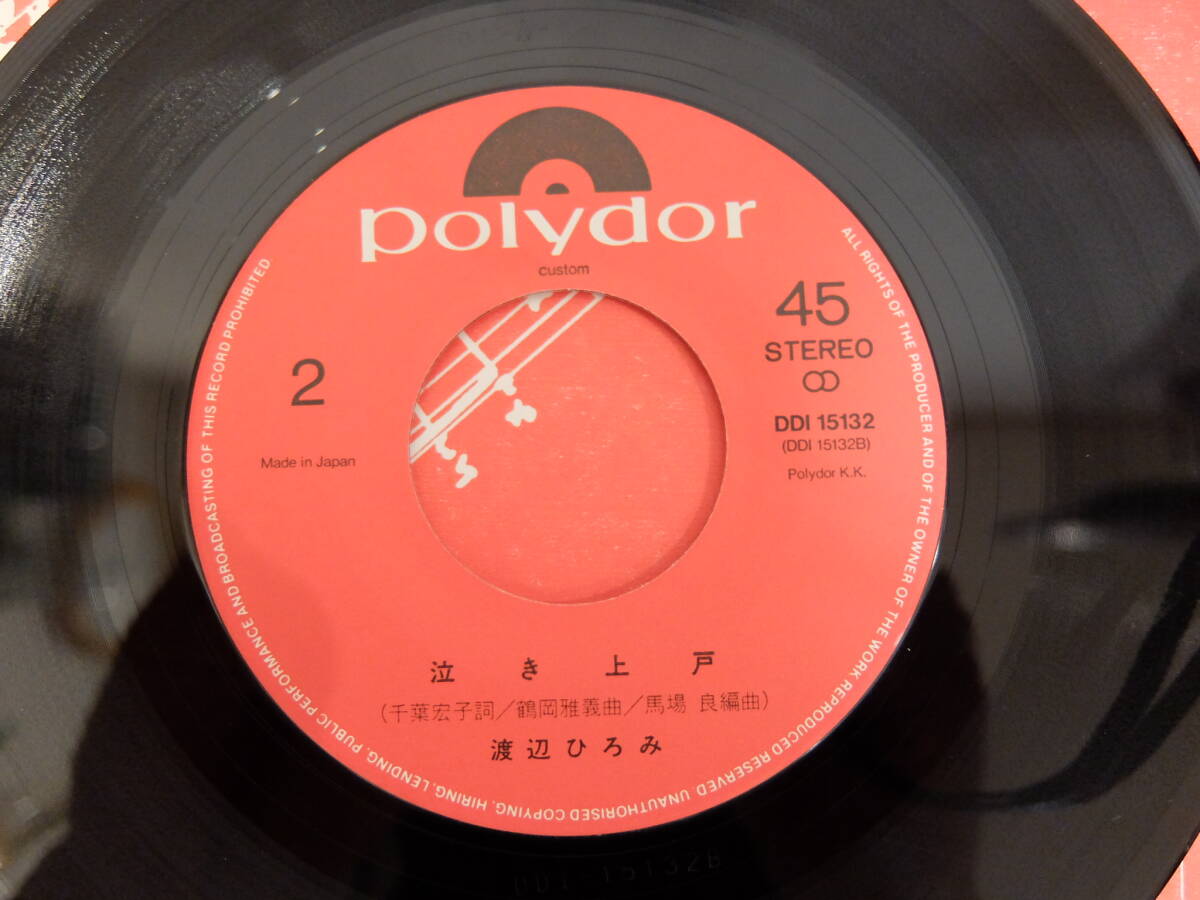 polydor
custom
45
STEREO
2
DDI 15132
(DDI 15132B)
Made in Japan
Polydor K.K.
泣き上戸
(千葉宏子詞/鶴岡雅義曲/馬場 良編曲)
渡辺ひろみ
ALL RIGHTS OF THE PRODUCER AND OF THE OWNER OF THE WORK REPRODUCED RESERVED UNAUTHORISED COPYING, HIRING, LENDING, PUBLIC PERFORMANCE AND BROADCASTING OF THIS RECORD PROHIBITED
DDI-15132B